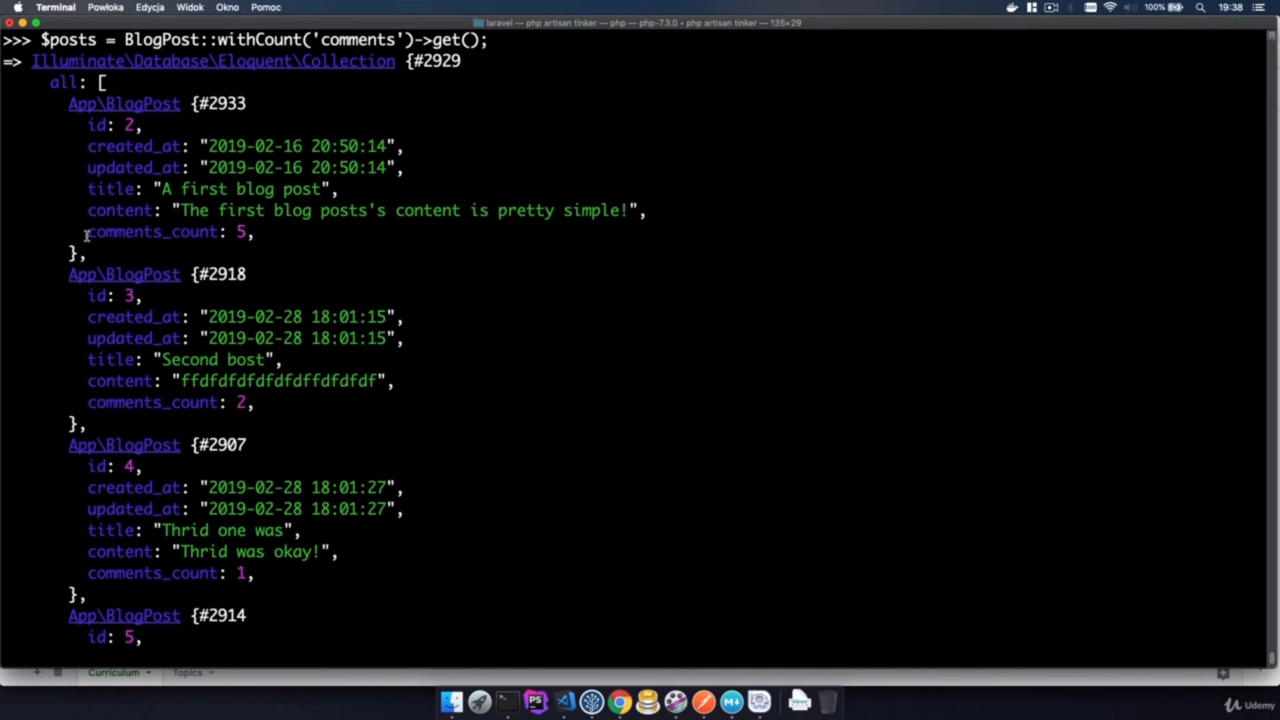 Terminal Powłoka Edycja Widok Okno Pomoc 100% 19:38
laravel — php artisan tinker — php — php-7.3.0 • php artisan tinker — 135×29
>>> $posts = BlogPost::withCount('comments')->get();
=> Illuminate\Database\Eloquent\Collection {#2929
all: [
App\BlogPost {#2933
id: 2,
created_at: "2019-02-16 20:50:14",
updated_at: "2019-02-16 20:50:14",
title: "A first blog post",
content: "The first blog posts's content is pretty simple!",
comments_count: 5,
},
App\BlogPost {#2918
id: 3,
created_at: "2019-02-28 18:01:15",
updated_at: "2019-02-28 18:01:15",
title: "Second bost",
content: "ffdfdfdfdfdfdffdfdfdf",
comments_count: 2,
},
App\BlogPost {#2907
id: 4,
created_at: "2019-02-28 18:01:27",
updated_at: "2019-02-28 18:01:27",
title: "Thrid one was",
content: "Thrid was okay!",
comments_count: 1,
},
App\BlogPost {#2914
id: 5,
Curriculum Topics
PS M↓
Udemy